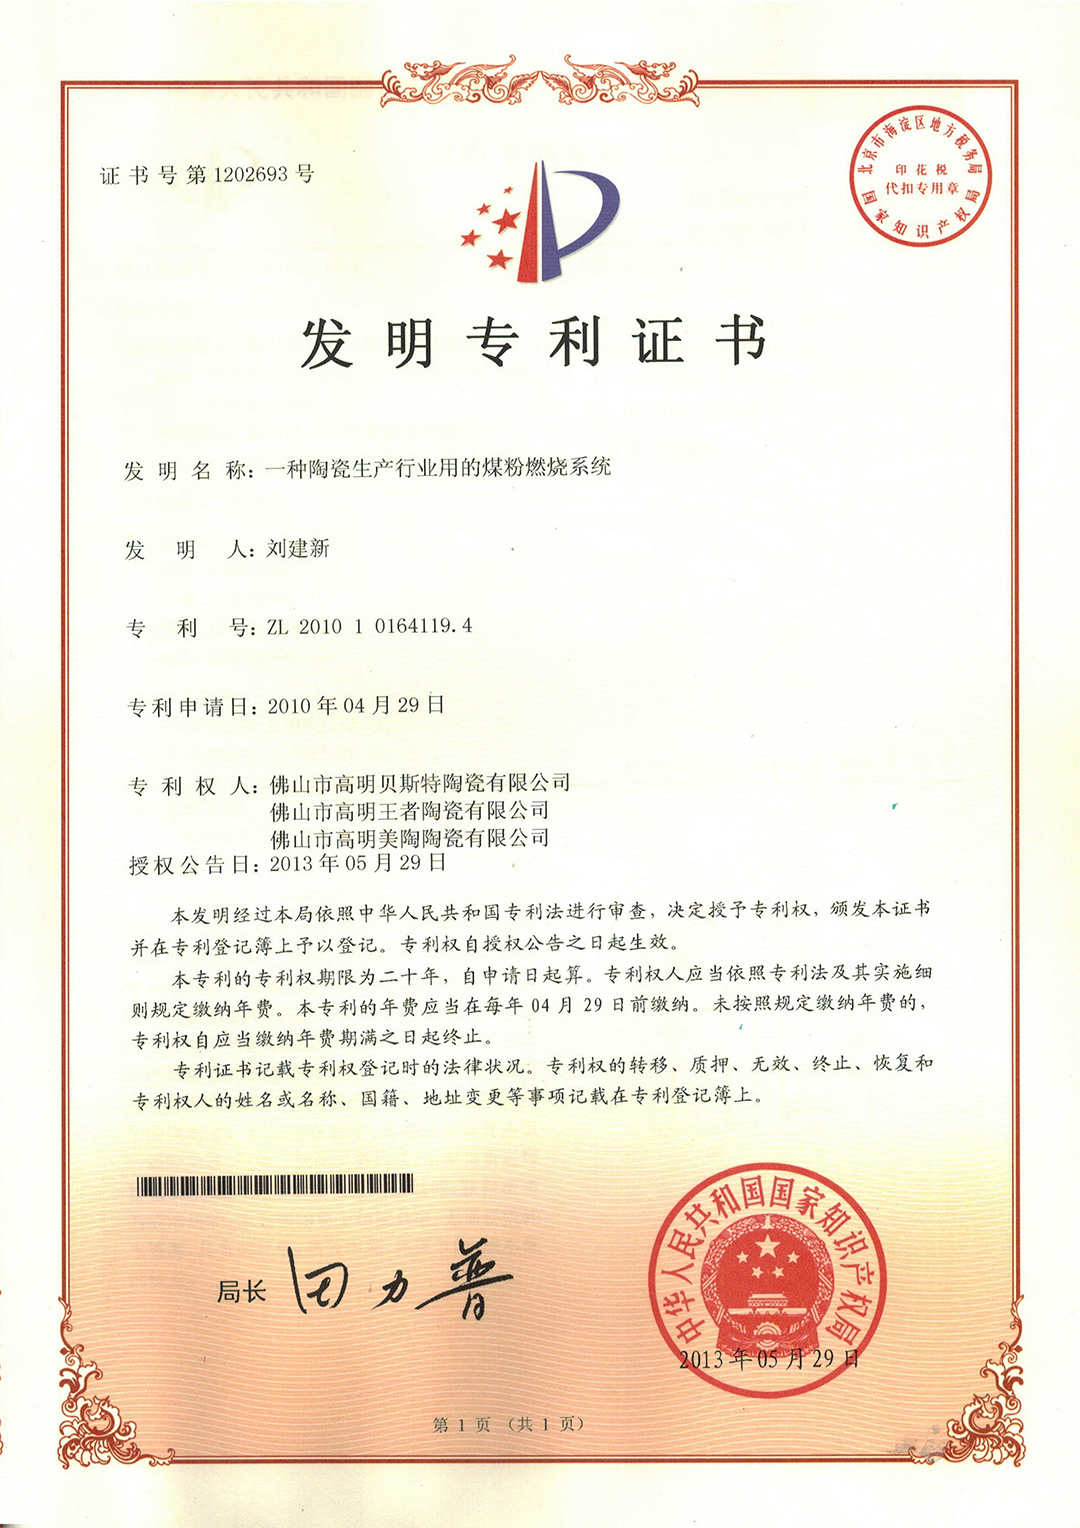 证书号第1202693号
北京市海淀区地方税务局
印花税
代扣专用章
国家知识产权局
发明专利证书
发明名称：一种陶瓷生产行业用的煤粉燃烧系统
发明人：刘建新
专利号：ZL 2010 1 0164119.4
专利申请日：2010年04月29日
专利权人：佛山市高明贝斯特陶瓷有限公司
佛山市高明王者陶瓷有限公司
佛山市高明美陶陶瓷有限公司
授权公告日：2013年05月29日
本发明经过本局依照中华人民共和国专利法进行审查，决定授予专利权，颁发本证书
并在专利登记簿上予以登记。专利权自授权公告之日起生效。
本专利的专利权期限为二十年，自申请日起算。专利权人应当依照专利法及其实施细
则规定缴纳年费。本专利的年费应当在每年04月29日前缴纳。未按照规定缴纳年费的，
专利权自应当缴纳年费期满之日起终止。
专利证书记载专利权登记时的法律状况。专利权的转移、质押、无效、终止、恢复和
专利权人的姓名或名称、国籍、地址变更等事项记载在专利登记簿上。
局长 田力普
中华人民共和国国家知识产权局
2013年05月29日
第1页（共1页）